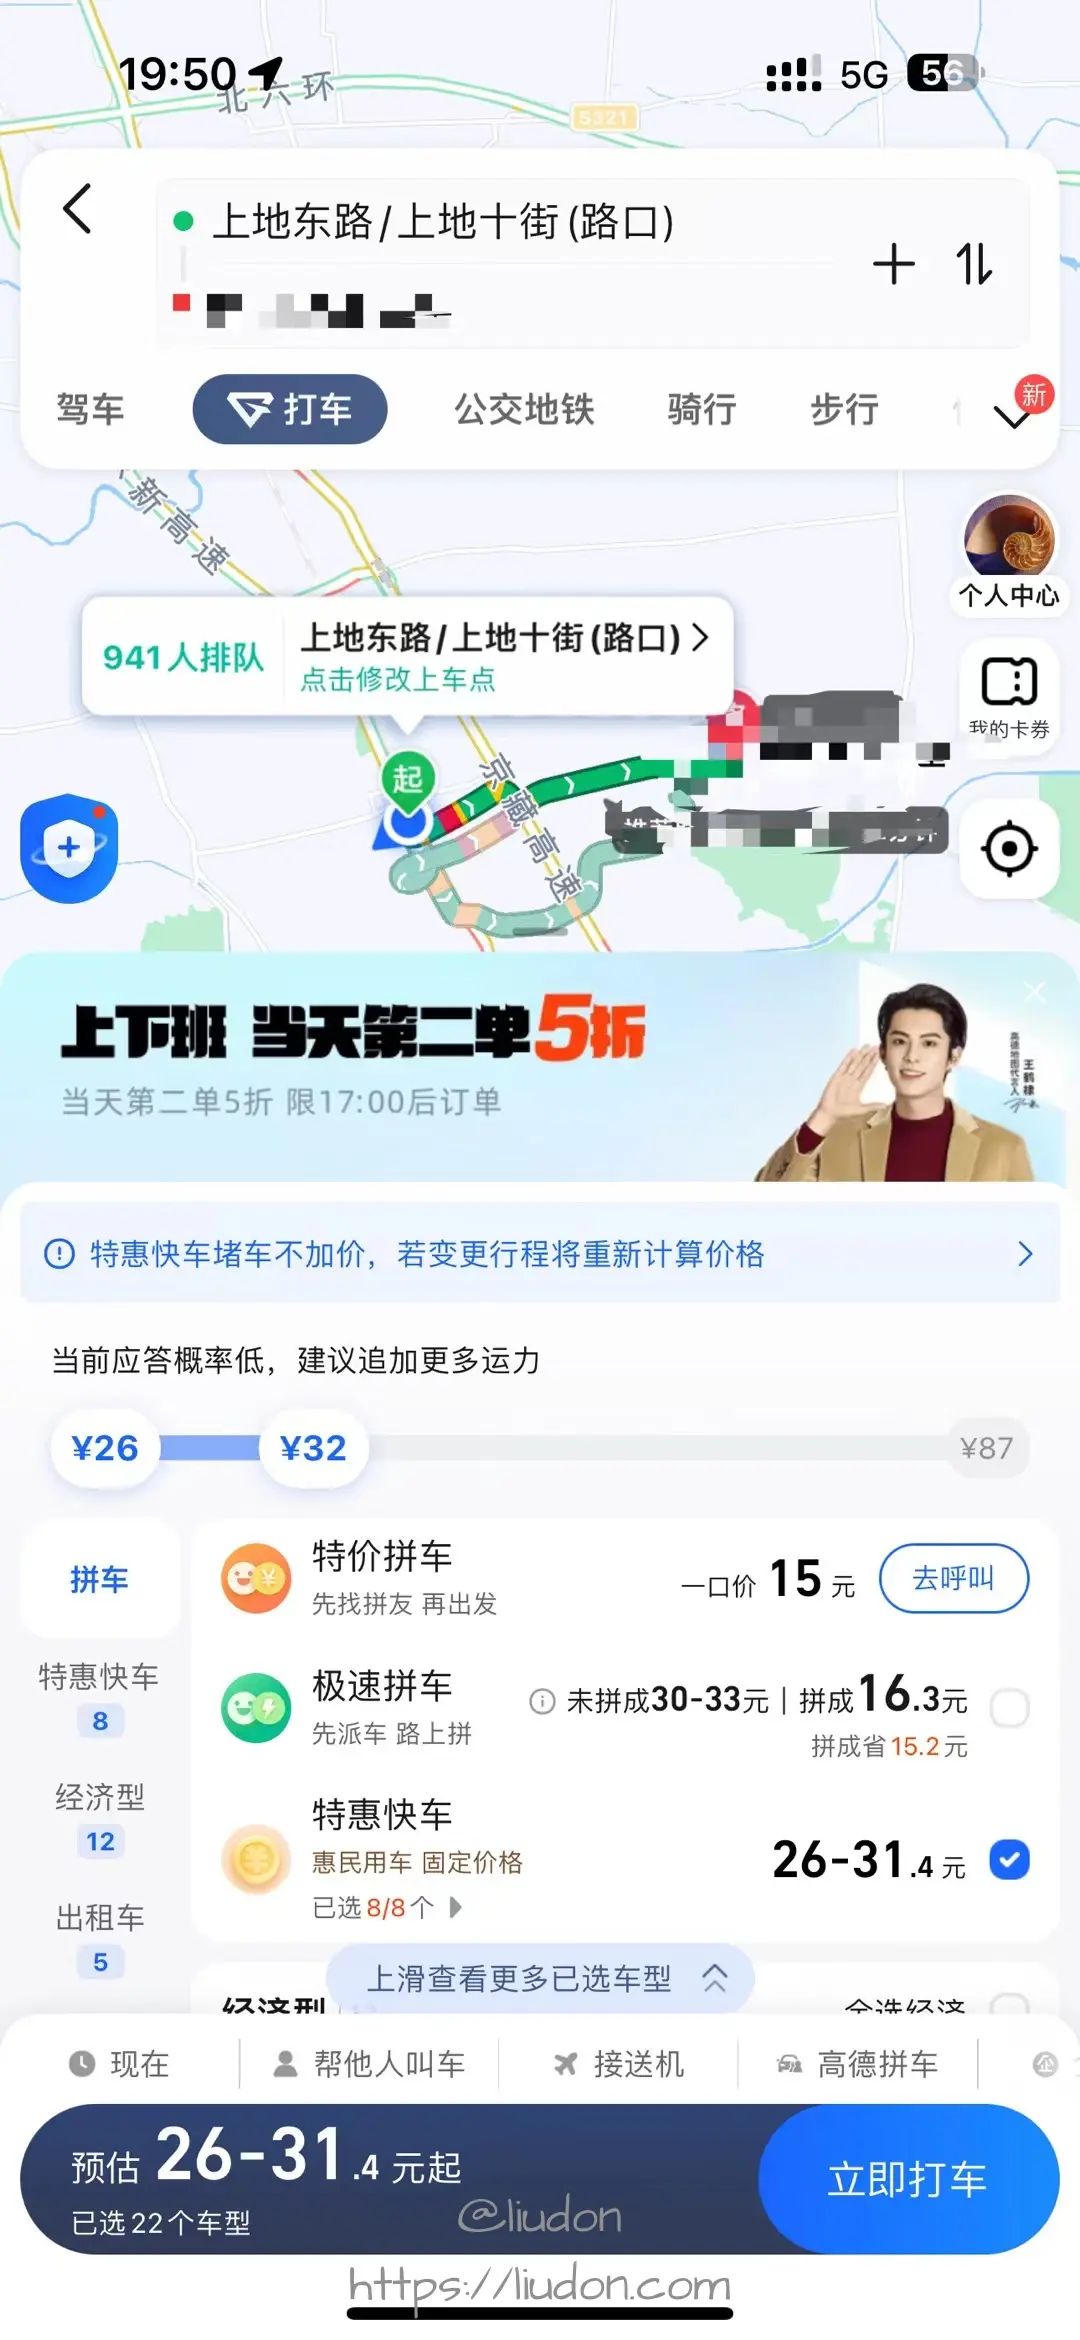 19:50
5G
56
北六环
S321
上地东路/上地十街(路口)
驾车
打车
公交地铁
骑行
步行
新
新高速
个人中心
941人排队
上地东路/上地十街(路口)
点击修改上车点
我的卡券
起
京藏高速
上下班 当天第二单5折
当天第二单5折 限17:00后订单
高德地图代言人
王鹤棣
特惠快车堵车不加价，若变更行程将重新计算价格
当前应答概率低，建议追加更多运力
¥26
¥32
¥87
拼车
特惠快车
8
经济型
12
出租车
5
特价拼车
先找拼友 再出发
一口价 15 元
去呼叫
极速拼车
先派车 路上拼
未拼成30-33元 | 拼成16.3元
拼成省15.2元
特惠快车
惠民用车 固定价格
已选8/8个
26-31.4 元
上滑查看更多已选车型
经济型
全选经济
现在
帮他人叫车
接送机
高德拼车
企
预估 26-31.4 元起
已选22个车型
立即打车
@liudon
https://liudon.com